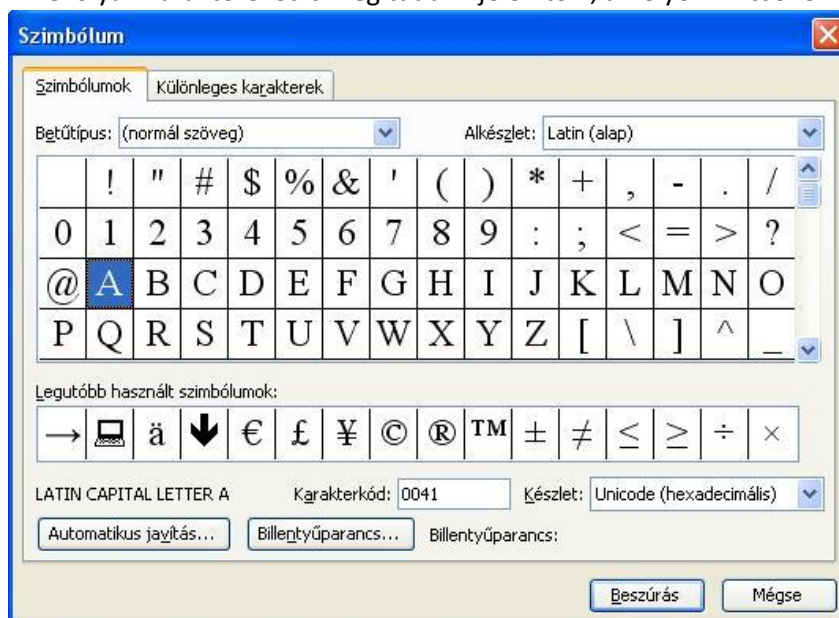 Szimbólum
Szimbólumok Különleges karakterek
Betűtípus: (normál szöveg) Alkészlet: Latin (alap)
! " # $ % & ' ( ) * + , - . /
0 1 2 3 4 5 6 7 8 9 : ; < = > ?
@ A B C D E F G H I J K L M N O
P Q R S T U V W X Y Z [ \ ] ^ _
Legutóbb használt szimbólumok:
→ 💻 ä 🡫 € £ ¥ © ® ™ ± ≠ ≤ ≥ ÷ ×
LATIN CAPITAL LETTER A Karakterkód: 0041 Készlet: Unicode (hexadecimális)
Automatikus javítás... Billentyűparancs... Billentyűparancs:
Beszúrás Mégse